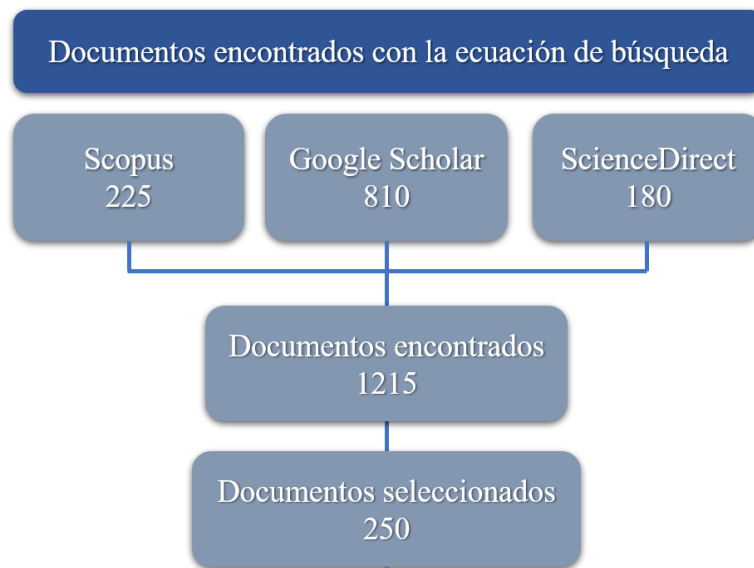 Documentos encontrados con la ecuación de búsqueda
Scopus
225
Google Scholar
810
ScienceDirect
180
Documentos encontrados
1215
Documentos seleccionados
250